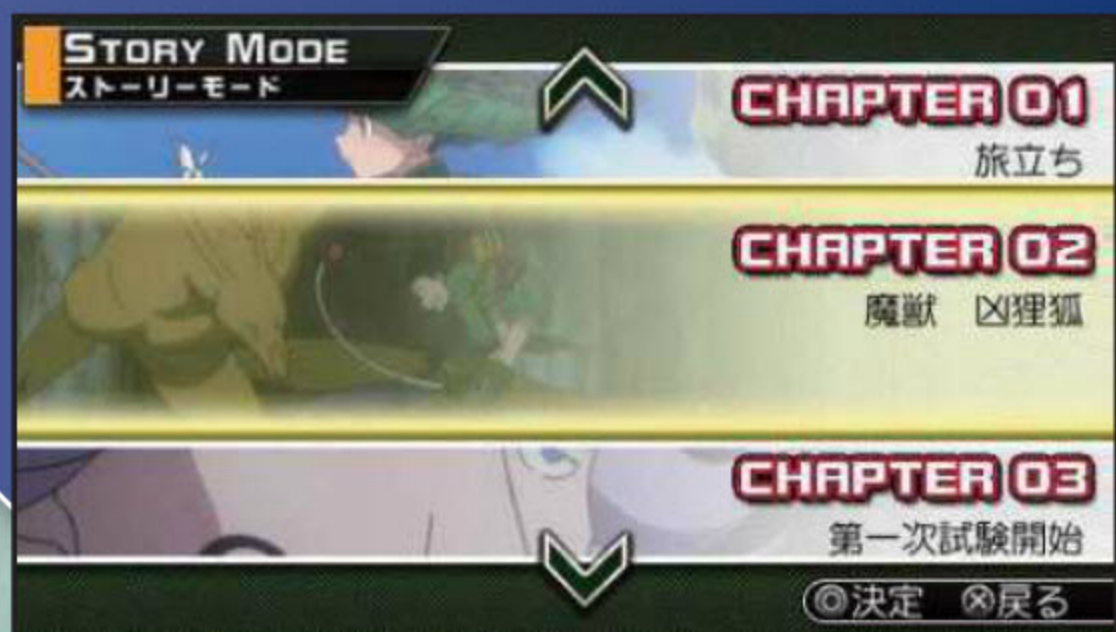 STORY MODE
ストーリーモード
CHAPTER 01
旅立ち
CHAPTER 02
魔獣　凶狸狐
CHAPTER 03
第一次試験開始
◎決定　⊗戻る